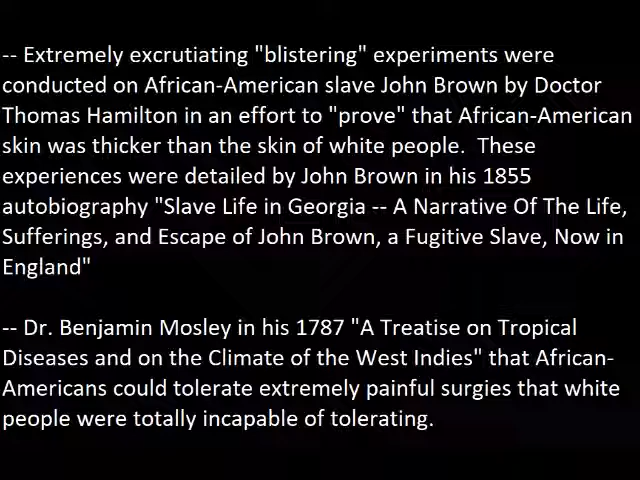 -- Extremely excrutiating "blistering" experiments were
conducted on African-American slave John Brown by Doctor
Thomas Hamilton in an effort to "prove" that African-American
skin was thicker than the skin of white people.  These
experiences were detailed by John Brown in his 1855
autobiography "Slave Life in Georgia -- A Narrative Of The Life,
Sufferings, and Escape of John Brown, a Fugitive Slave, Now in
England"
-- Dr. Benjamin Mosley in his 1787 "A Treatise on Tropical
Diseases and on the Climate of the West Indies" that African-
Americans could tolerate extremely painful surgies that white
people were totally incapable of tolerating.